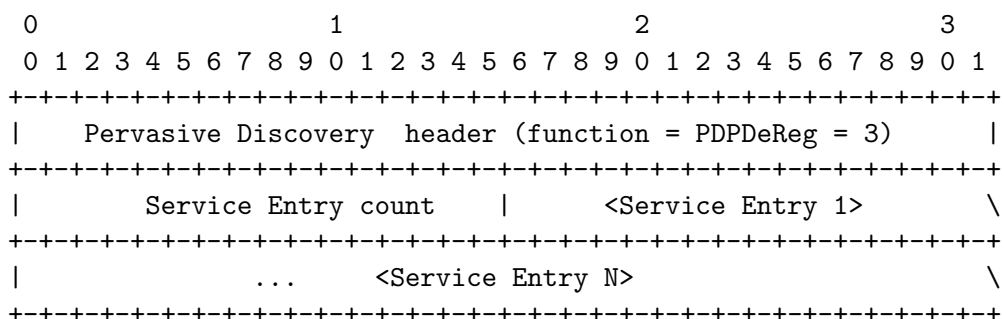 0                   1                   2                   3
 0 1 2 3 4 5 6 7 8 9 0 1 2 3 4 5 6 7 8 9 0 1 2 3 4 5 6 7 8 9 0 1
+-+-+-+-+-+-+-+-+-+-+-+-+-+-+-+-+-+-+-+-+-+-+-+-+-+-+-+-+-+-+-+-+
|    Pervasive Discovery  header (function = PDPDeReg = 3)      |
+-+-+-+-+-+-+-+-+-+-+-+-+-+-+-+-+-+-+-+-+-+-+-+-+-+-+-+-+-+-+-+-+
|        Service Entry count    |      <Service Entry 1>        \
+-+-+-+-+-+-+-+-+-+-+-+-+-+-+-+-+-+-+-+-+-+-+-+-+-+-+-+-+-+-+-+-+
|               ...     <Service Entry N>                       \
+-+-+-+-+-+-+-+-+-+-+-+-+-+-+-+-+-+-+-+-+-+-+-+-+-+-+-+-+-+-+-+-+